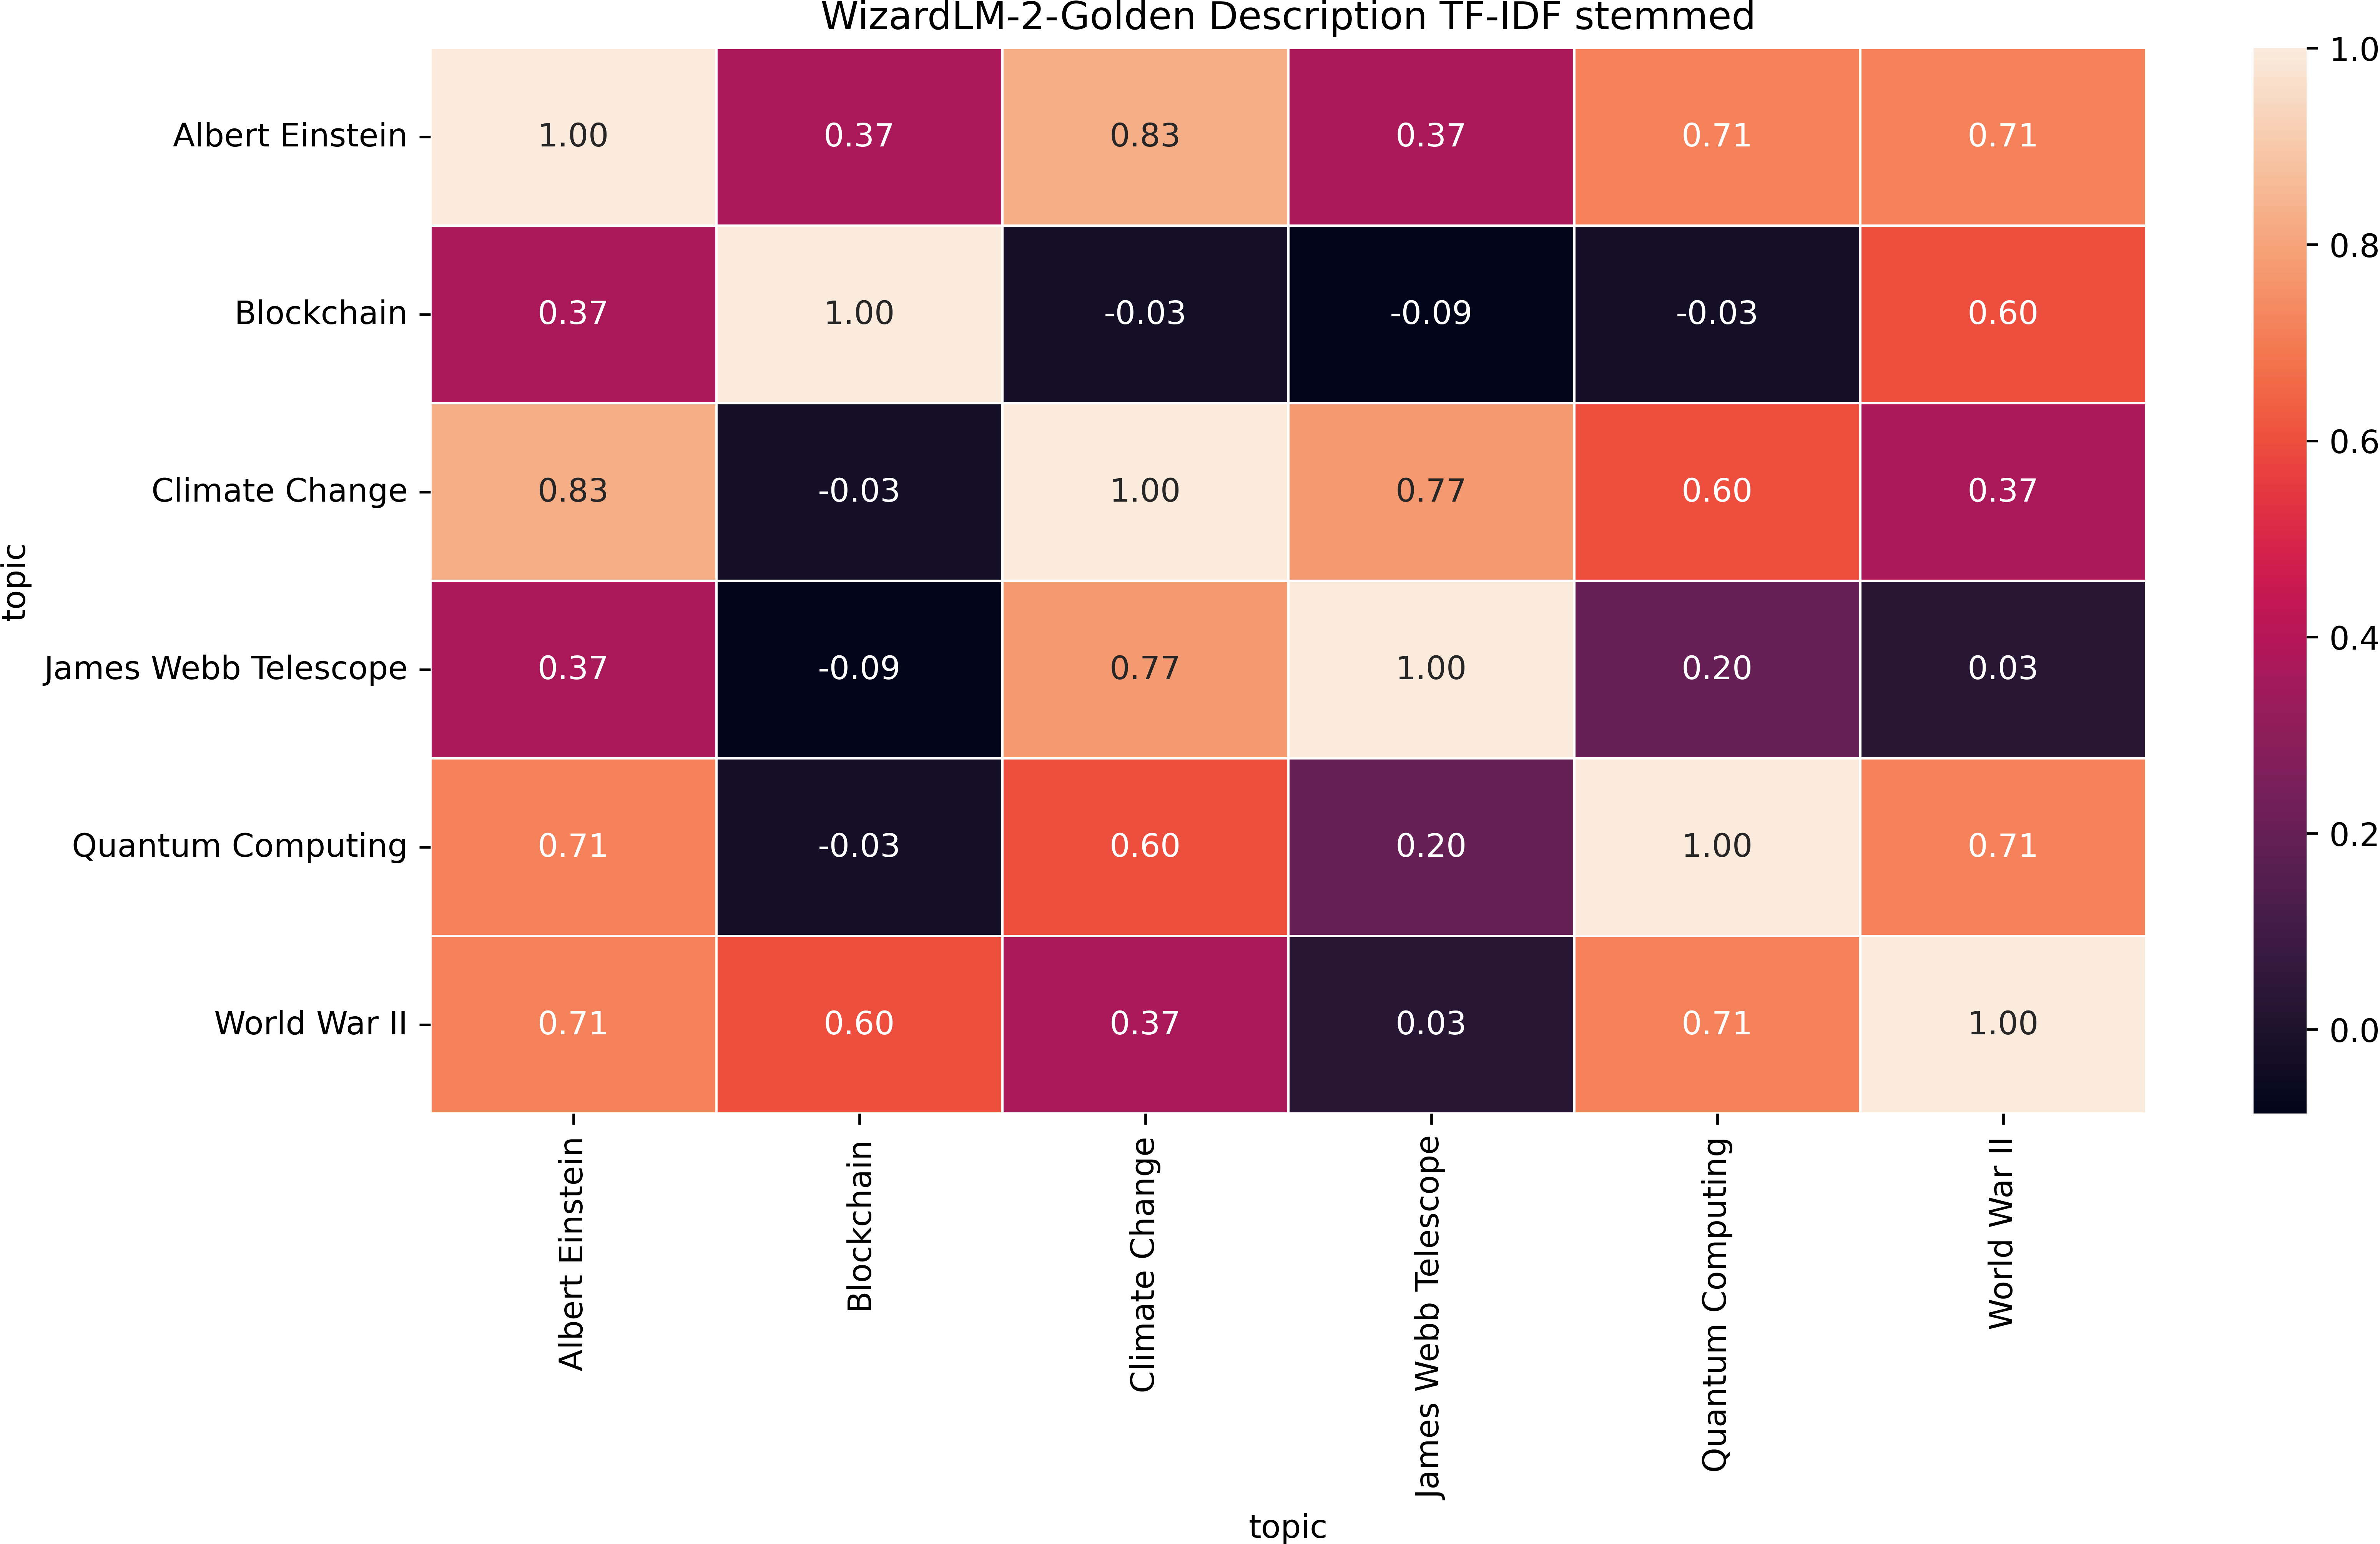 WizardLM-2-Golden Description TF-IDF stemmed
Albert Einstein 1.00 0.37 0.83 0.37 0.71 0.71
Blockchain 0.37 1.00 -0.03 -0.09 -0.03 0.60
Climate Change 0.83 -0.03 1.00 0.77 0.60 0.37
James Webb Telescope 0.37 -0.09 0.77 1.00 0.20 0.03
Quantum Computing 0.71 -0.03 0.60 0.20 1.00 0.71
World War II 0.71 0.60 0.37 0.03 0.71 1.00
topic
Albert Einstein
Blockchain
Climate Change
James Webb Telescope
Quantum Computing
World War II
topic
1.0
0.8
0.6
0.4
0.2
0.0